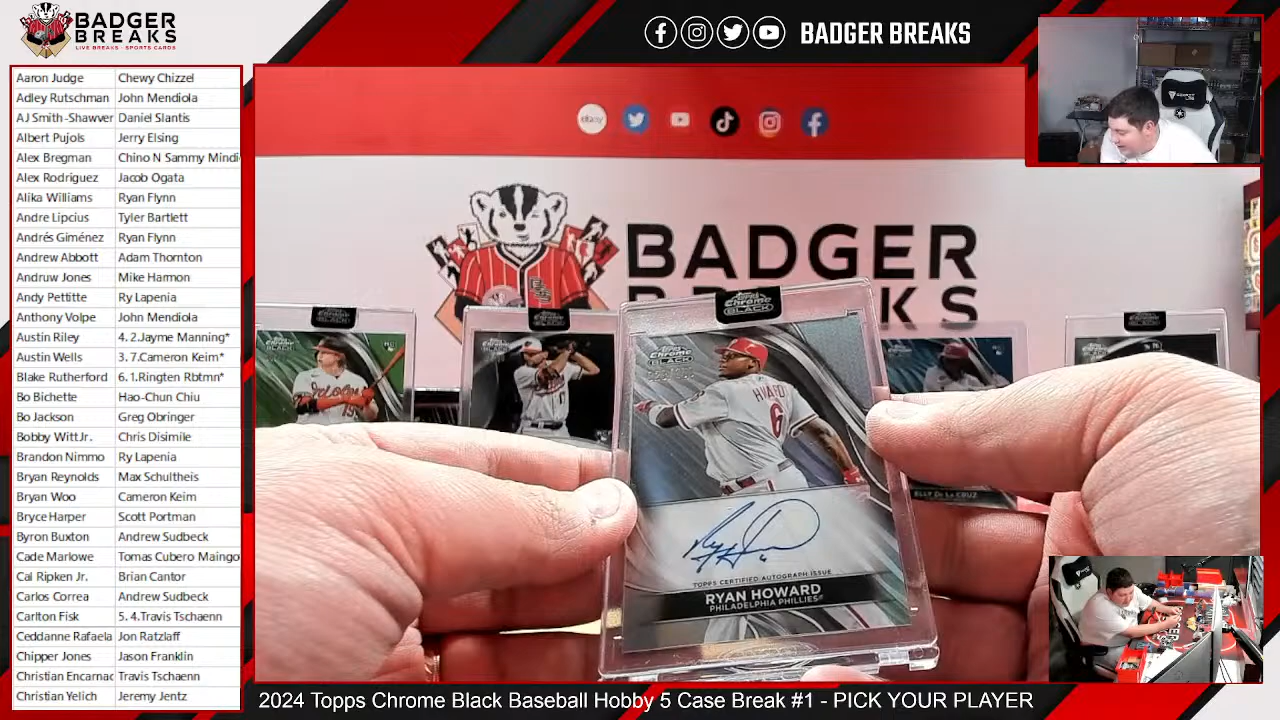 BADGER
BREAKS
LIVE BREAKS - SPORTS CARDS
BADGER BREAKS
Aaron Judge Chewy Chizzel
Adley Rutschman John Mendiola
AJ Smith-Shawver Daniel Slantis
Albert Pujols Jerry Elsing
Alex Bregman Chino N Sammy Mindi
Alex Rodriguez Jacob Ogata
Alika Williams Ryan Flynn
Andre Lipcius Tyler Bartlett
Andrés Giménez Ryan Flynn
Andrew Abbott Adam Thornton
Andruw Jones Mike Harmon
Andy Pettitte Ry Lapenia
Anthony Volpe John Mendiola
Austin Riley 4. 2.Jayme Manning*
Austin Wells 3. 7.Cameron Keim*
Blake Rutherford 6. 1.Ringten Rbtmn*
Bo Bichette Hao-Chun Chiu
Bo Jackson Greg Obringer
Bobby Witt Jr. Chris Disimile
Brandon Nimmo Ry Lapenia
Bryan Reynolds Max Schultheis
Bryan Woo Cameron Keim
Bryce Harper Scott Portman
Byron Buxton Andrew Sudbeck
Cade Marlowe Tomas Cubero Maingo
Cal Ripken Jr. Brian Cantor
Carlos Correa Andrew Sudbeck
Carlton Fisk 5. 4.Travis Tschaenn
Ceddanne Rafaela Jon Ratzlaff
Chipper Jones Jason Franklin
Christian Encarnac Travis Tschaenn
Christian Yelich Jeremy Jentz
ebay
BADGER
BREAKS
Topps Chrome
BLACK
Topps Chrome
BLACK
HOWARD
6
TOPPS CERTIFIED AUTOGRAPH ISSUE
RYAN HOWARD
PHILADELPHIA PHILLIES
ELLY DE LA CRUZ
2024 Topps Chrome Black Baseball Hobby 5 Case Break #1 - PICK YOUR PLAYER